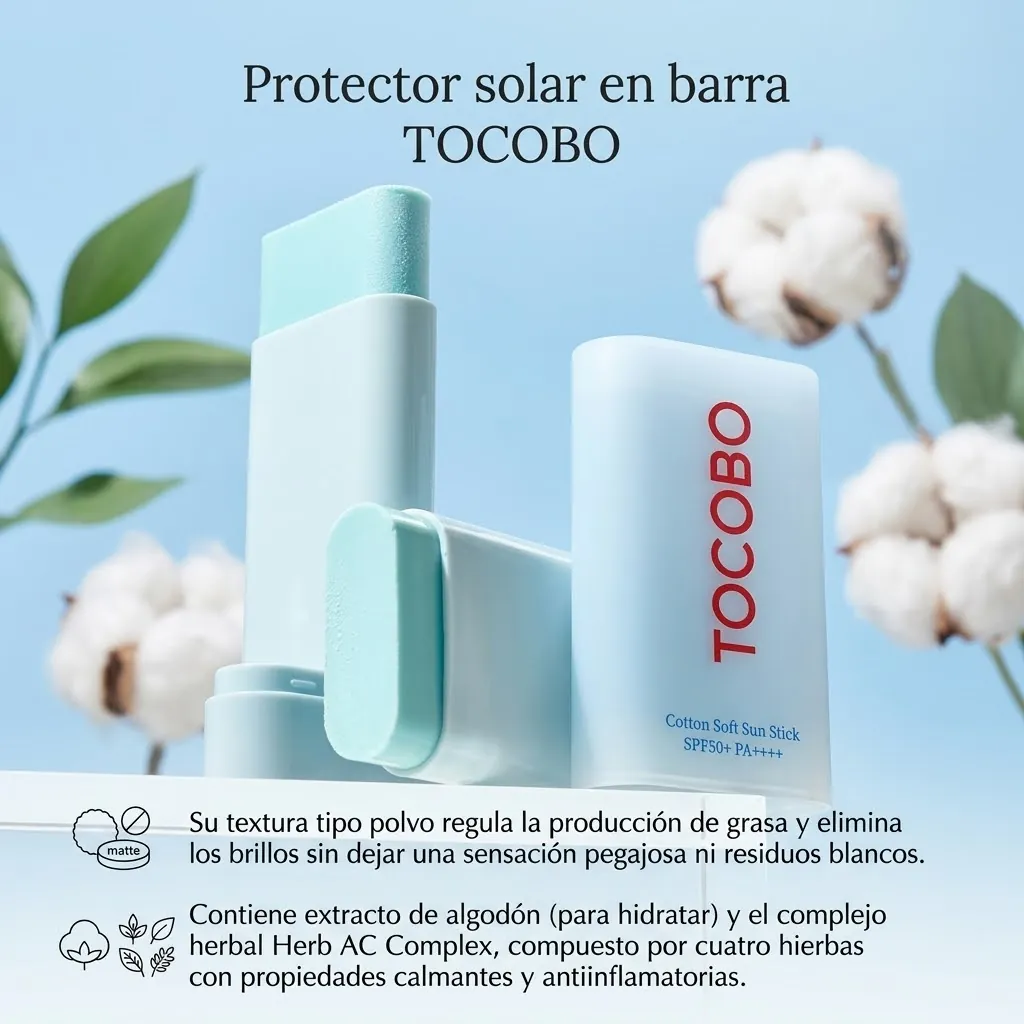 Protector solar en barra
TOCOBO
TOCOBO
Cotton Soft Sun Stick
SPF50+ PA++++
matte
Su textura tipo polvo regula la producción de grasa y elimina
los brillos sin dejar una sensación pegajosa ni residuos blancos.
Contiene extracto de algodón (para hidratar) y el complejo
herbal Herb AC Complex, compuesto por cuatro hierbas
con propiedades calmantes y antiinflamatorias.